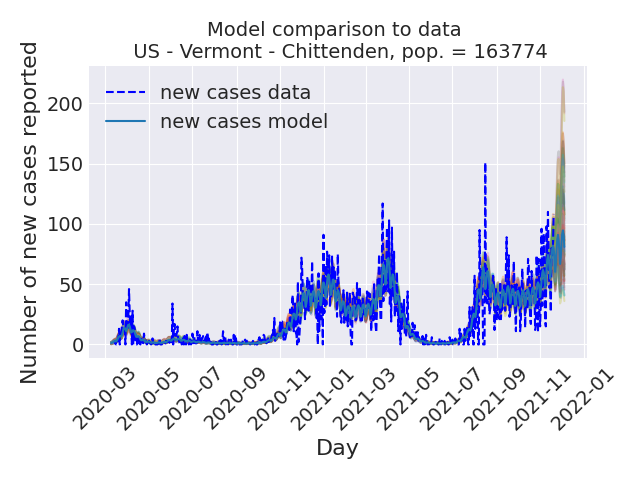 Model comparison to data
US - Vermont - Chittenden, pop. = 163774
Number of new cases reported
200
150
100
50
0
new cases data
new cases model
2020-03
2020-05
2020-07
2020-09
2020-11
2021-01
2021-03
2021-05
2021-07
2021-09
2021-11
2022-01
Day